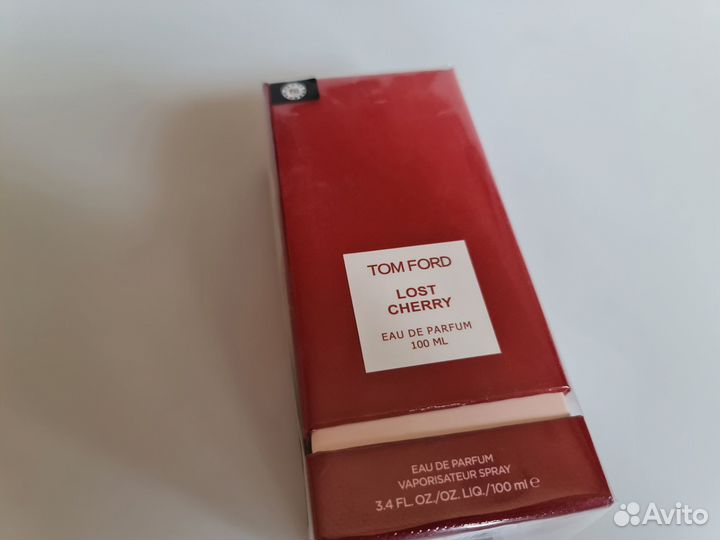 TOM FORD
LOST
CHERRY
EAU DE PARFUM
100 ML
EAU DE PARFUM
VAPORISATEUR SPRAY
3.4 FL. OZ./OZ. LIQ./100 ml ℮
Avito